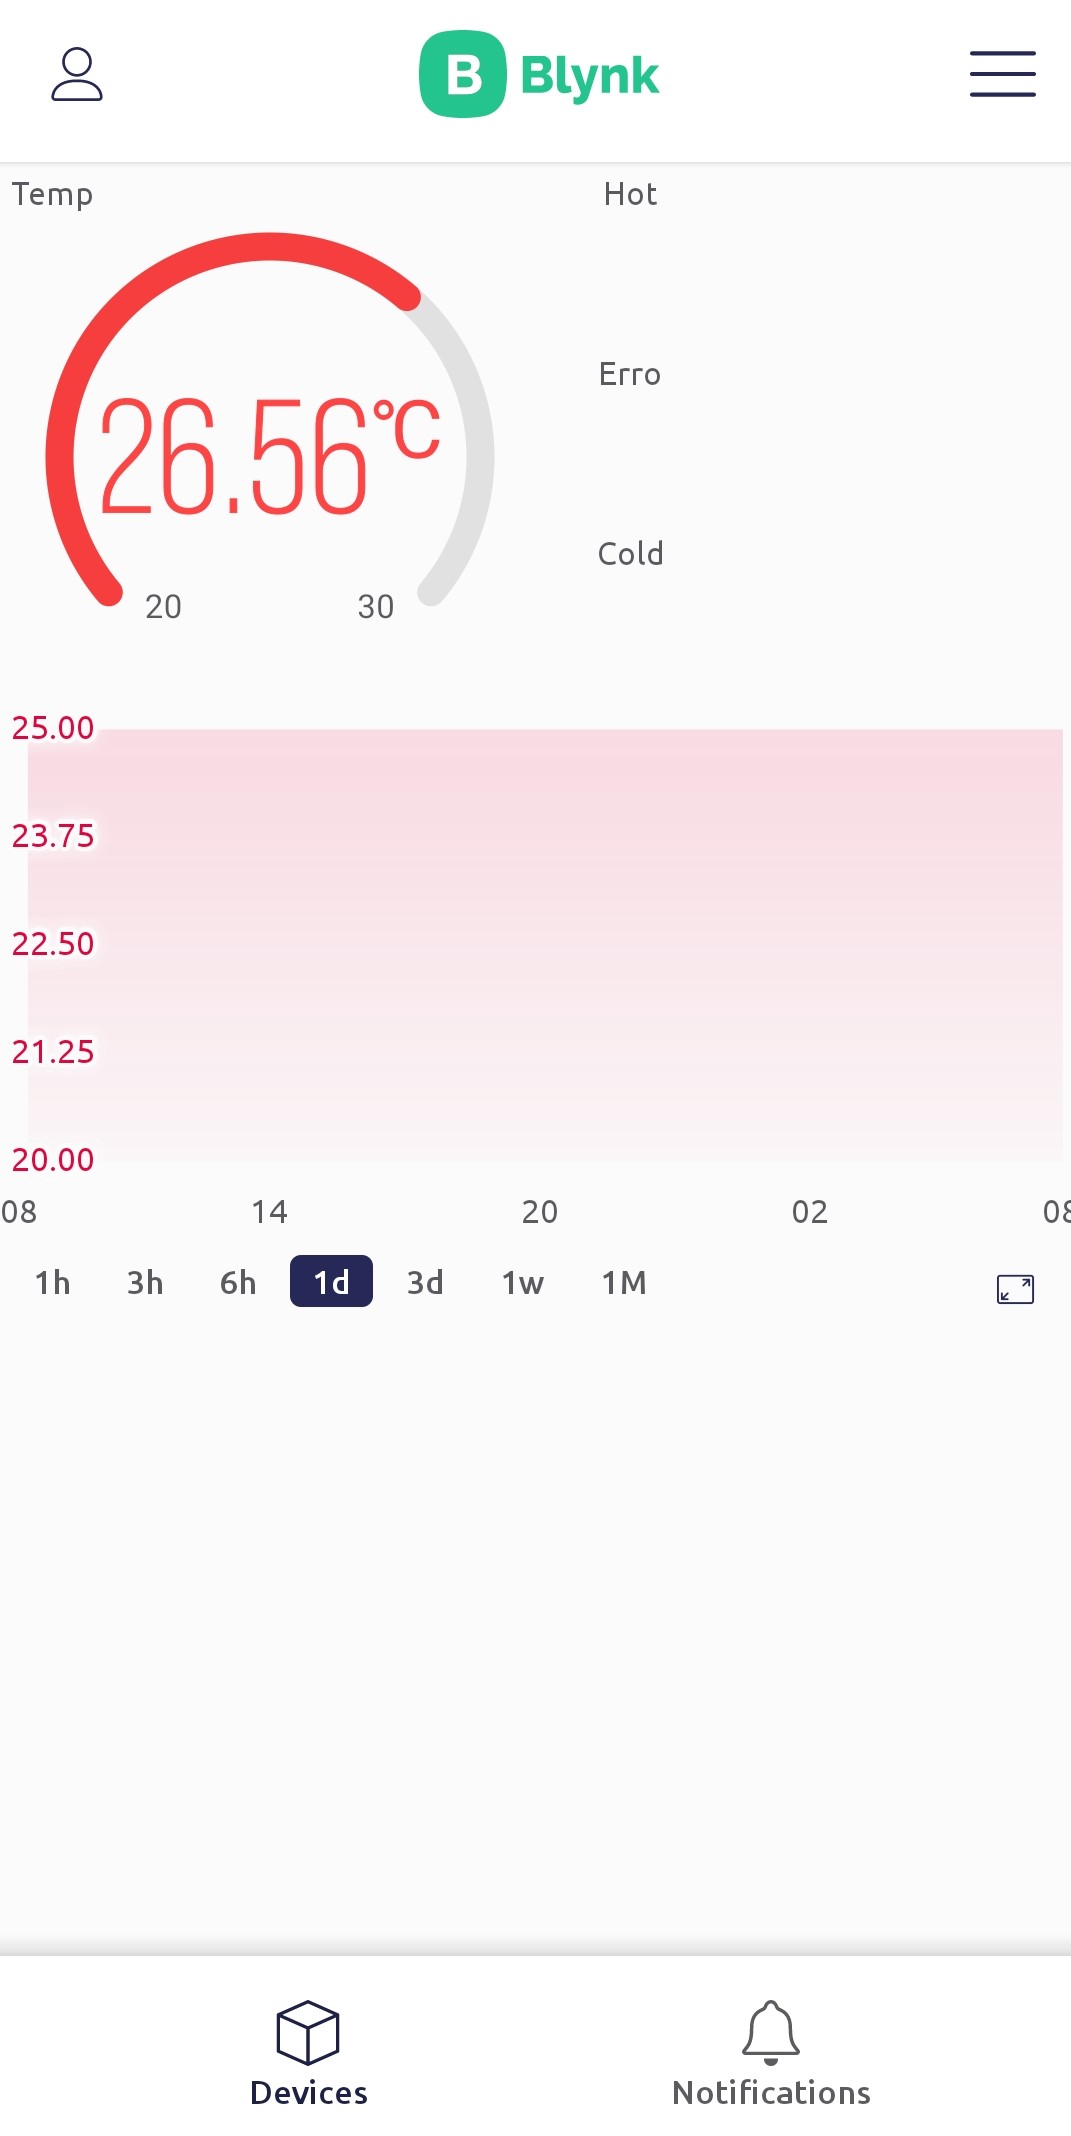 B Blynk
Temp
Hot
26.56°C
Erro
Cold
20 30
25.00
23.75
22.50
21.25
20.00
08 14 20 02 08
1h 3h 6h 1d 3d 1w 1M
Devices Notifications